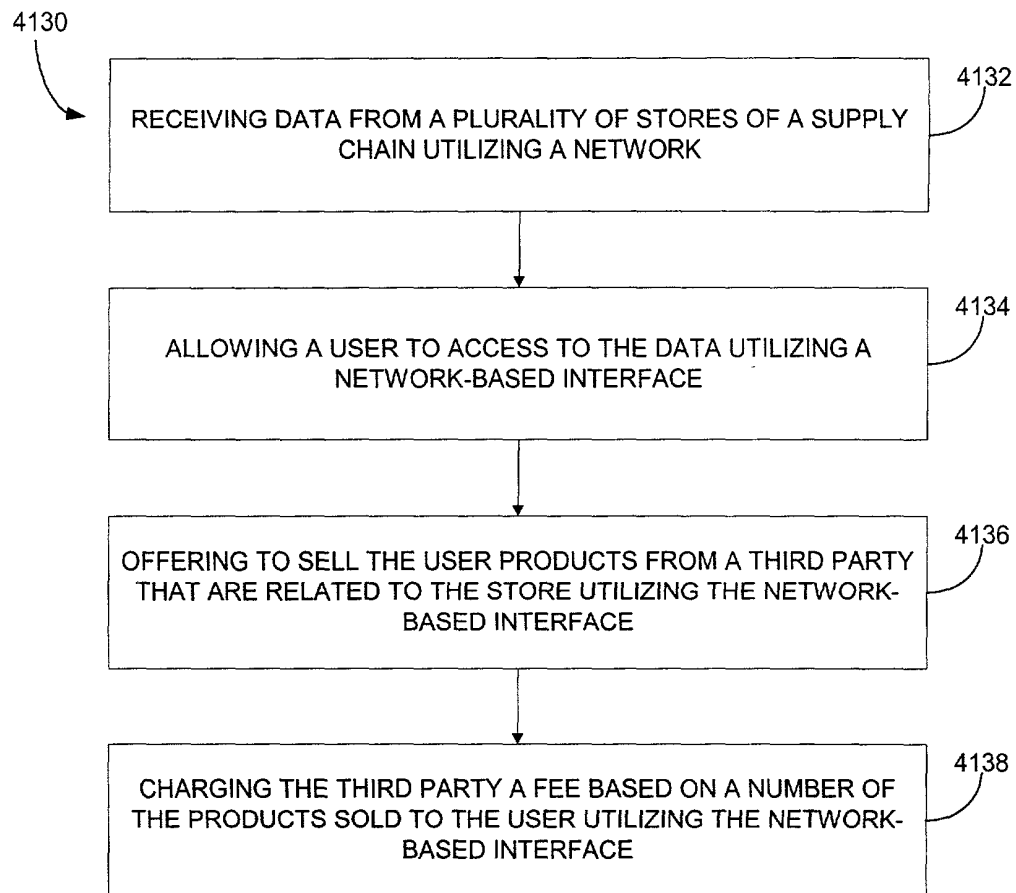 4130
4132
RECEIVING DATA FROM A PLURALITY OF STORES OF A SUPPLY
CHAIN UTILIZING A NETWORK
4134
ALLOWING A USER TO ACCESS TO THE DATA UTILIZING A
NETWORK-BASED INTERFACE
4136
OFFERING TO SELL THE USER PRODUCTS FROM A THIRD PARTY
THAT ARE RELATED TO THE STORE UTILIZING THE NETWORK-
BASED INTERFACE
4138
CHARGING THE THIRD PARTY A FEE BASED ON A NUMBER OF
THE PRODUCTS SOLD TO THE USER UTILIZING THE NETWORK-
BASED INTERFACE